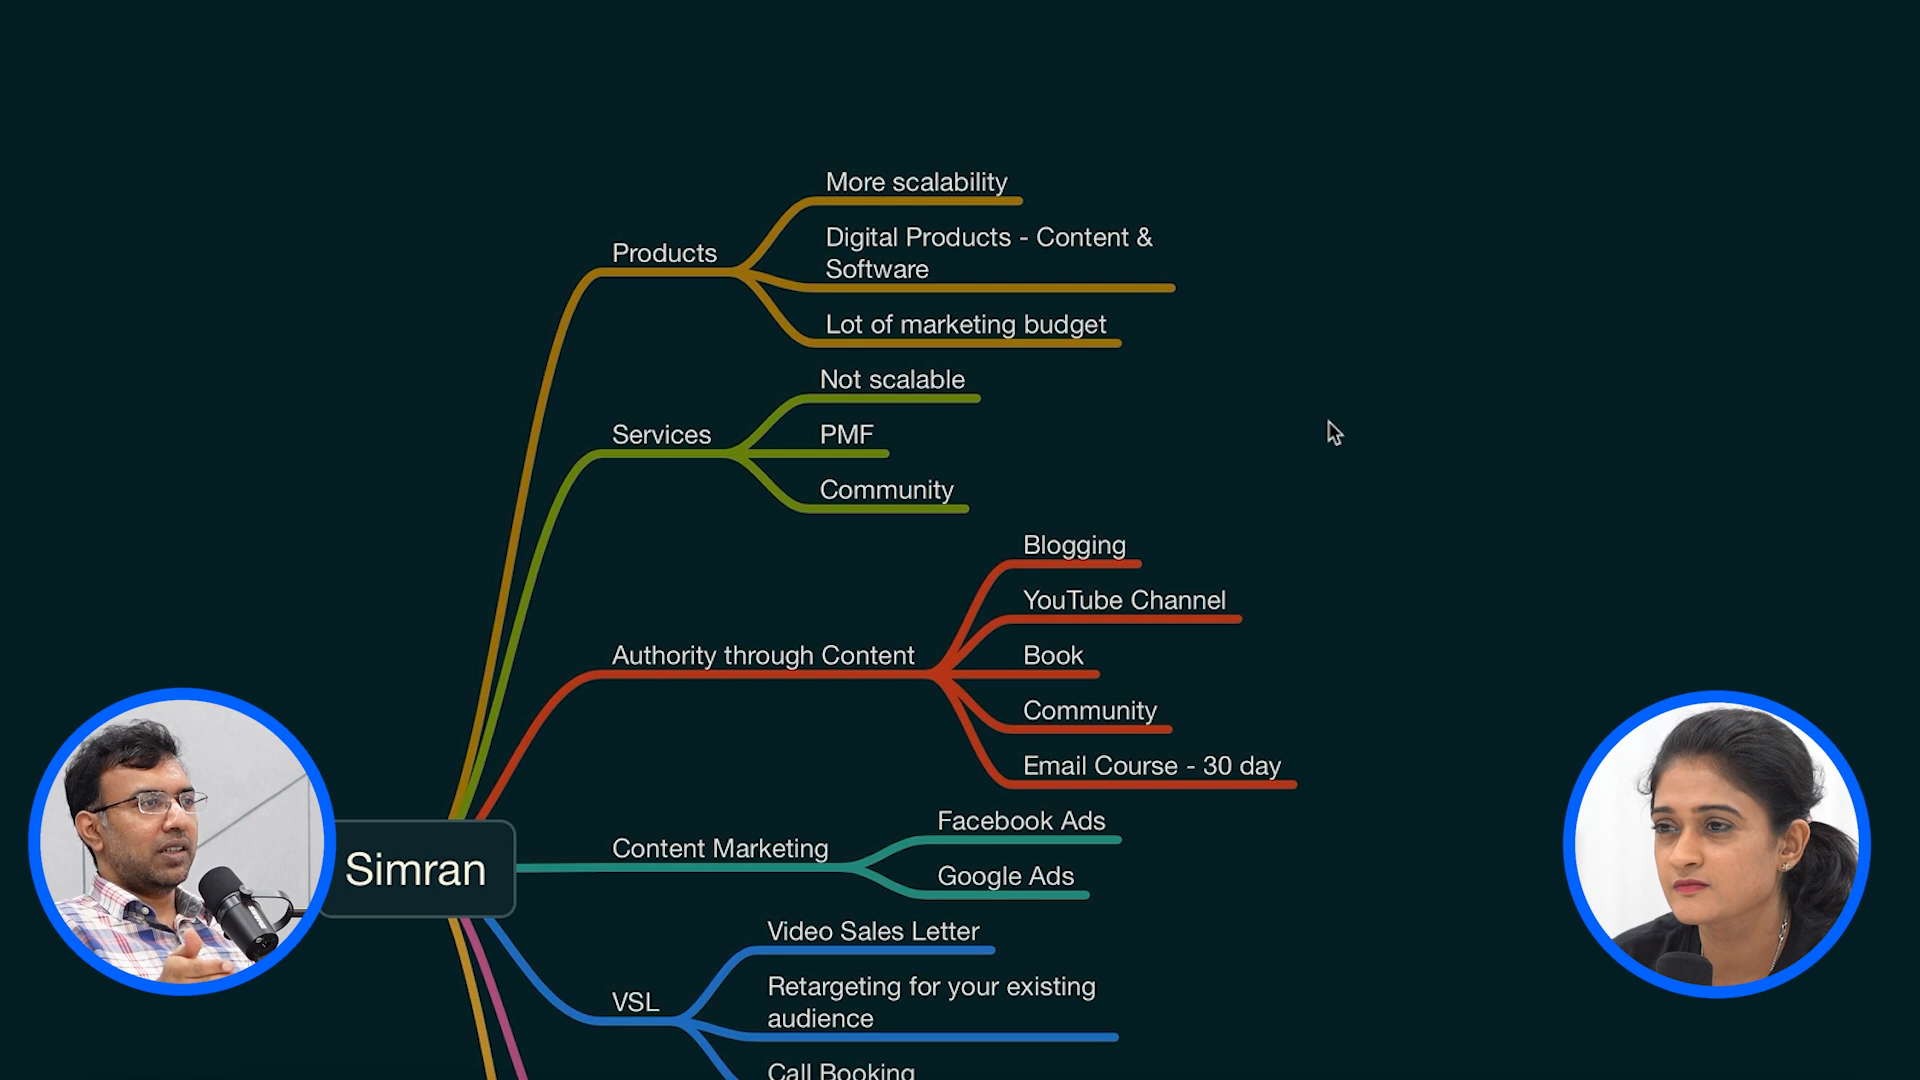 More scalability
Digital Products - Content &
Software
Products
Lot of marketing budget
Not scalable
Services
PMF
Community
Blogging
YouTube Channel
Authority through Content
Book
Community
Email Course - 30 day
Facebook Ads
Content Marketing
Google Ads
Simran
Video Sales Letter
Retargeting for your existing
audience
VSL
Call Booking